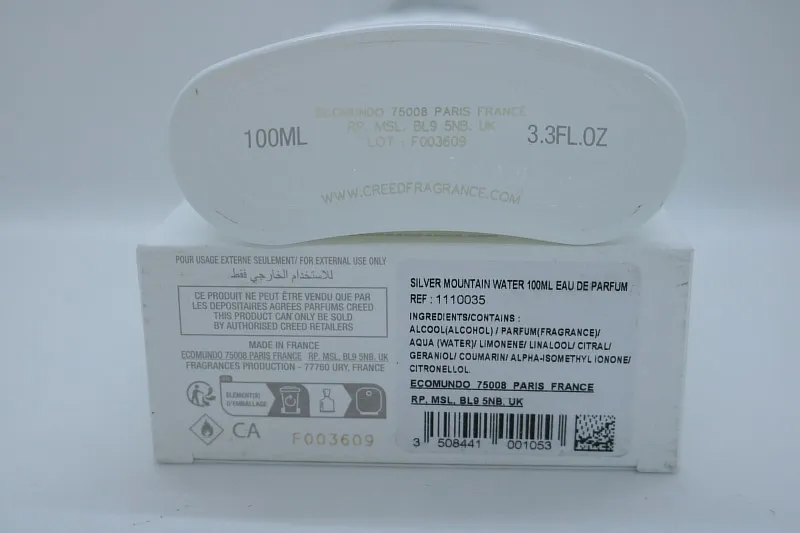 ECOMUNDO 75008 PARIS FRANCE
RP. MSL. BL9 5NB. UK
LOT : F003609
100ML
3.3FL.OZ
WWW.CREEDFRAGRANCE.COM
POUR USAGE EXTERNE SEULEMENT/ FOR EXTERNAL USE ONLY
للاستخدام الخارجي فقط.
CE PRODUIT NE PEUT ÊTRE VENDU QUE PAR
LES DEPOSITAIRES AGREES PARFUMS CREED
THIS PRODUCT CAN ONLY BE SOLD
BY AUTHORISED CREED RETAILERS
MADE IN FRANCE
ECOMUNDO 75008 PARIS FRANCE RP. MSL. BL9 5NB. UK
FRAGRANCES PRODUCTION - 77760 URY, FRANCE
ÉLÉMENT(S)
D'EMBALLAGE
CA
F003609
SILVER MOUNTAIN WATER 100ML EAU DE PARFUM
REF : 1110035
INGREDIENTS/CONTAINS :
ALCOOL(ALCOHOL) / PARFUM(FRAGRANCE)/
AQUA (WATER)/ LIMONENE/ LINALOOL/ CITRAL/
GERANIOL/ COUMARIN/ ALPHA-ISOMETHYL IONONE/
CITRONELLOL.
ECOMUNDO 75008 PARIS FRANCE
RP. MSL. BL9 5NB. UK
3 508441 001053